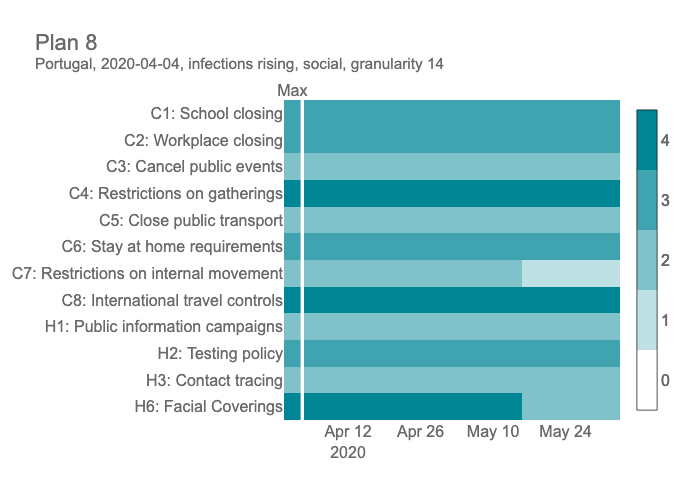 Plan 8
Portugal, 2020-04-04, infections rising, social, granularity 14
Max
C1: School closing
C2: Workplace closing
C3: Cancel public events
C4: Restrictions on gatherings
C5: Close public transport
C6: Stay at home requirements
C7: Restrictions on internal movement
C8: International travel controls
H1: Public information campaigns
H2: Testing policy
H3: Contact tracing
H6: Facial Coverings
Apr 12 Apr 26 May 10 May 24
2020
4
3
2
1
0